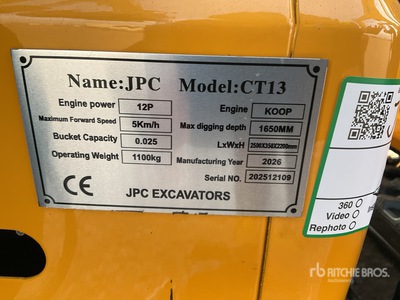 Name:JPC Model:CT13
Engine power 12P
Maximum Forward Speed 5Km/h
Bucket Capacity 0.025
Operating Weight 1100kg
Engine KOOP
Max digging depth 1650MM
LxWxH 2500X350X2200mm
Manufacturing Year 2026
Serial NO. 202512109
CE JPC EXCAVATORS
360
Video
Rephoto
rb RITCHIE BROS.